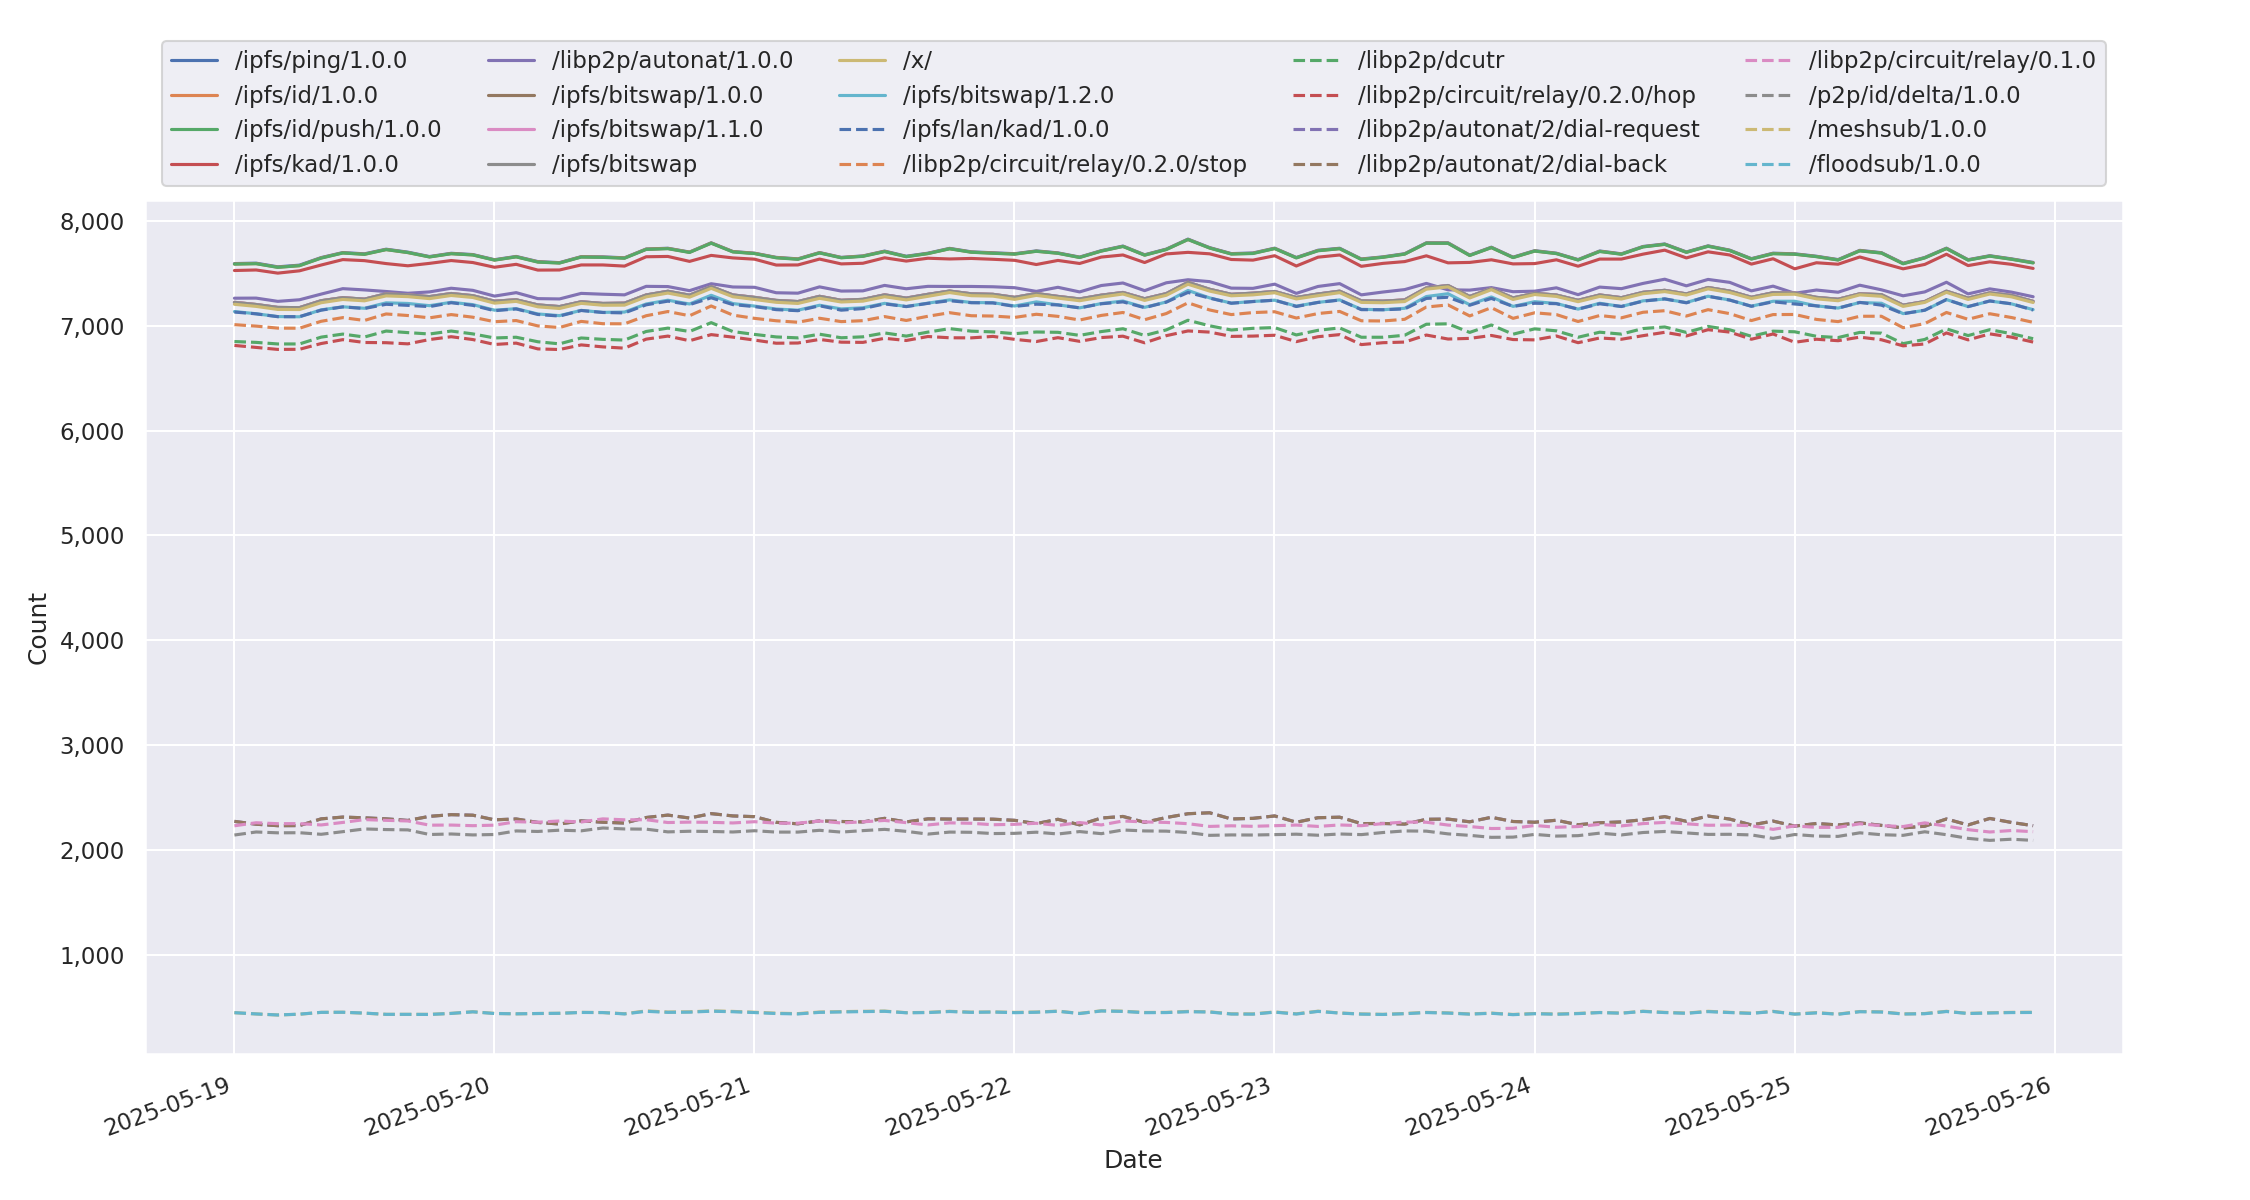 /ipfs/ping/1.0.0
/ipfs/id/1.0.0
/ipfs/id/push/1.0.0
/ipfs/kad/1.0.0
/libp2p/autonat/1.0.0
/ipfs/bitswap/1.0.0
/ipfs/bitswap/1.1.0
/ipfs/bitswap
/x/
/ipfs/bitswap/1.2.0
/ipfs/lan/kad/1.0.0
/libp2p/circuit/relay/0.2.0/stop
/libp2p/dcutr
/libp2p/circuit/relay/0.2.0/hop
/libp2p/autonat/2/dial-request
/libp2p/autonat/2/dial-back
/libp2p/circuit/relay/0.1.0
/p2p/id/delta/1.0.0
/meshsub/1.0.0
/floodsub/1.0.0
8,000
7,000
6,000
5,000
4,000
3,000
2,000
1,000
Count
2025-05-19
2025-05-20
2025-05-21
2025-05-22
2025-05-23
2025-05-24
2025-05-25
2025-05-26
Date